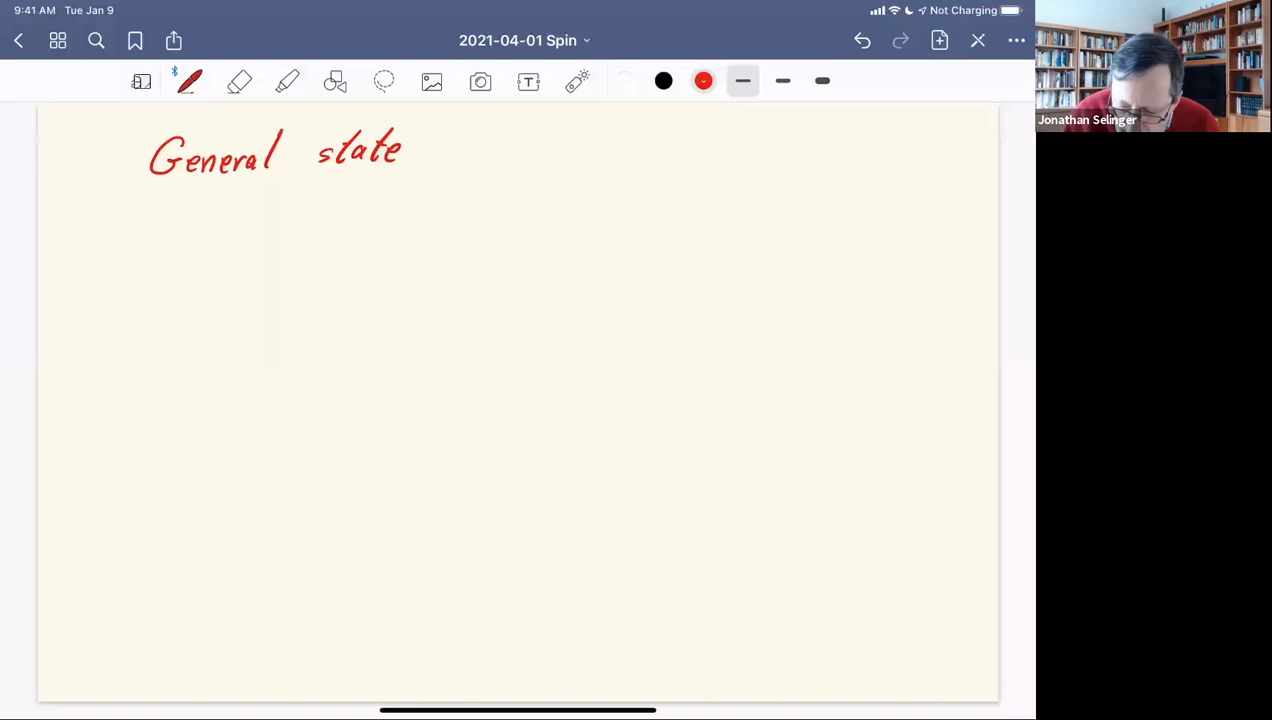 9:41 AM Tue Jan 9 Not Charging
2021-04-01 Spin
T
Jonathan Selinger
General state